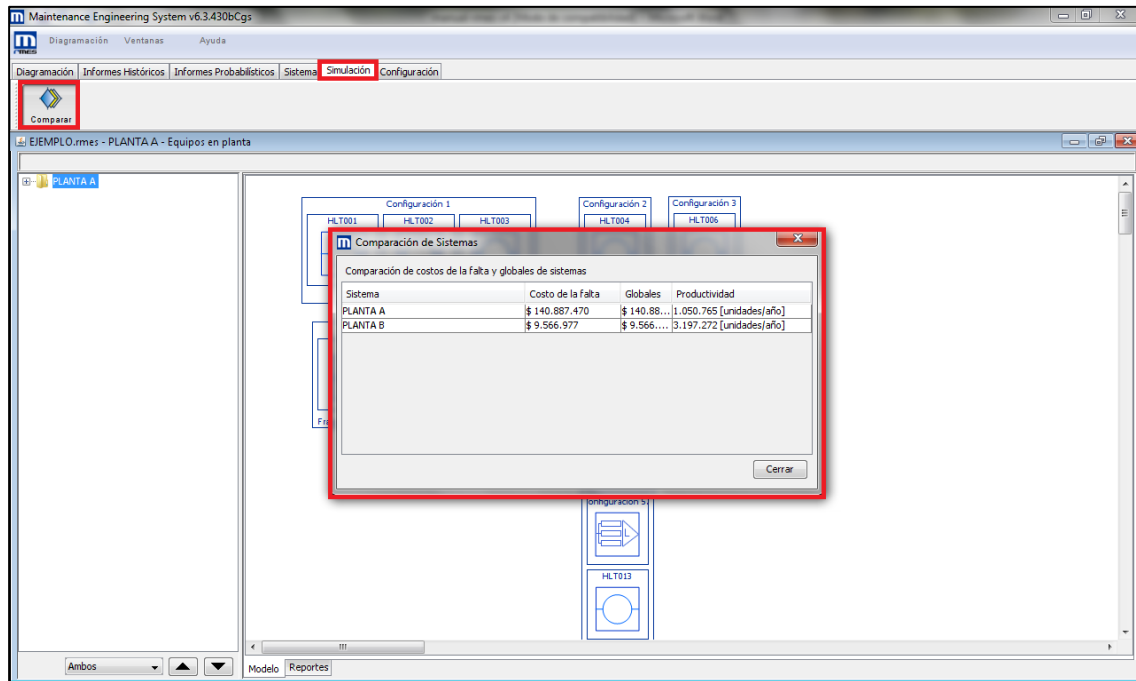 Maintenance Engineering System v6.3.430bCgs
rmes Diagramación Ventanas Ayuda
Diagramación Informes Históricos Informes Probabilísticos Sistema Simulación Configuración
Comparar
EJEMPLO.rmes - PLANTA A - Equipos en planta
PLANTA A
Configuración 1 Configuración 2 Configuración 3
HLT001 HLT002 HLT003 HLT004 HLT006
Comparación de Sistemas
Comparación de costos de la falta y globales de sistemas
Sistema Costo de la falta Globales Productividad
PLANTA A $ 140.887.470 $ 140.88... 1.050.765 [unidades/año]
PLANTA B $ 9.566.977 $ 9.566.... 3.197.272 [unidades/año]
Cerrar
L
HLT013
Ambos
Modelo Reportes